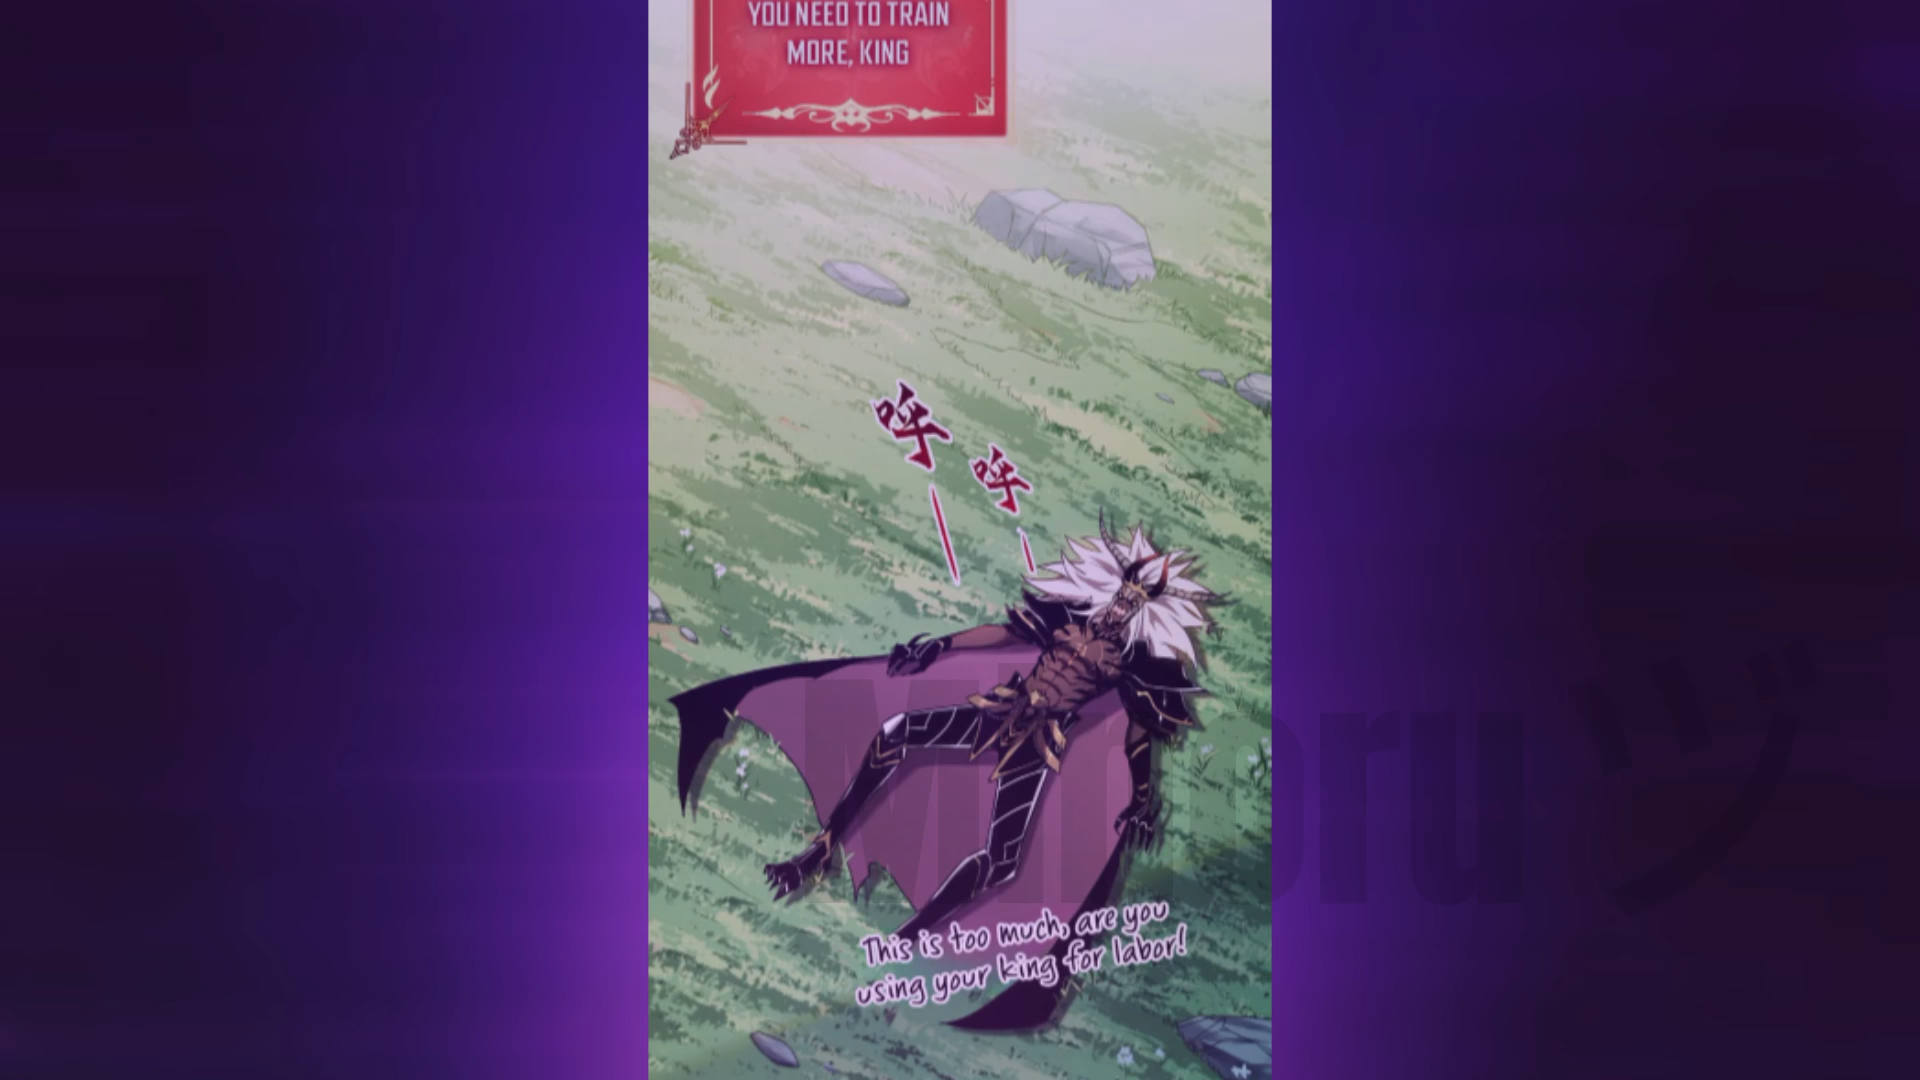 YOU NEED TO TRAIN
MORE, KING
呼
呼
This is too much, are you
using your king for labor!